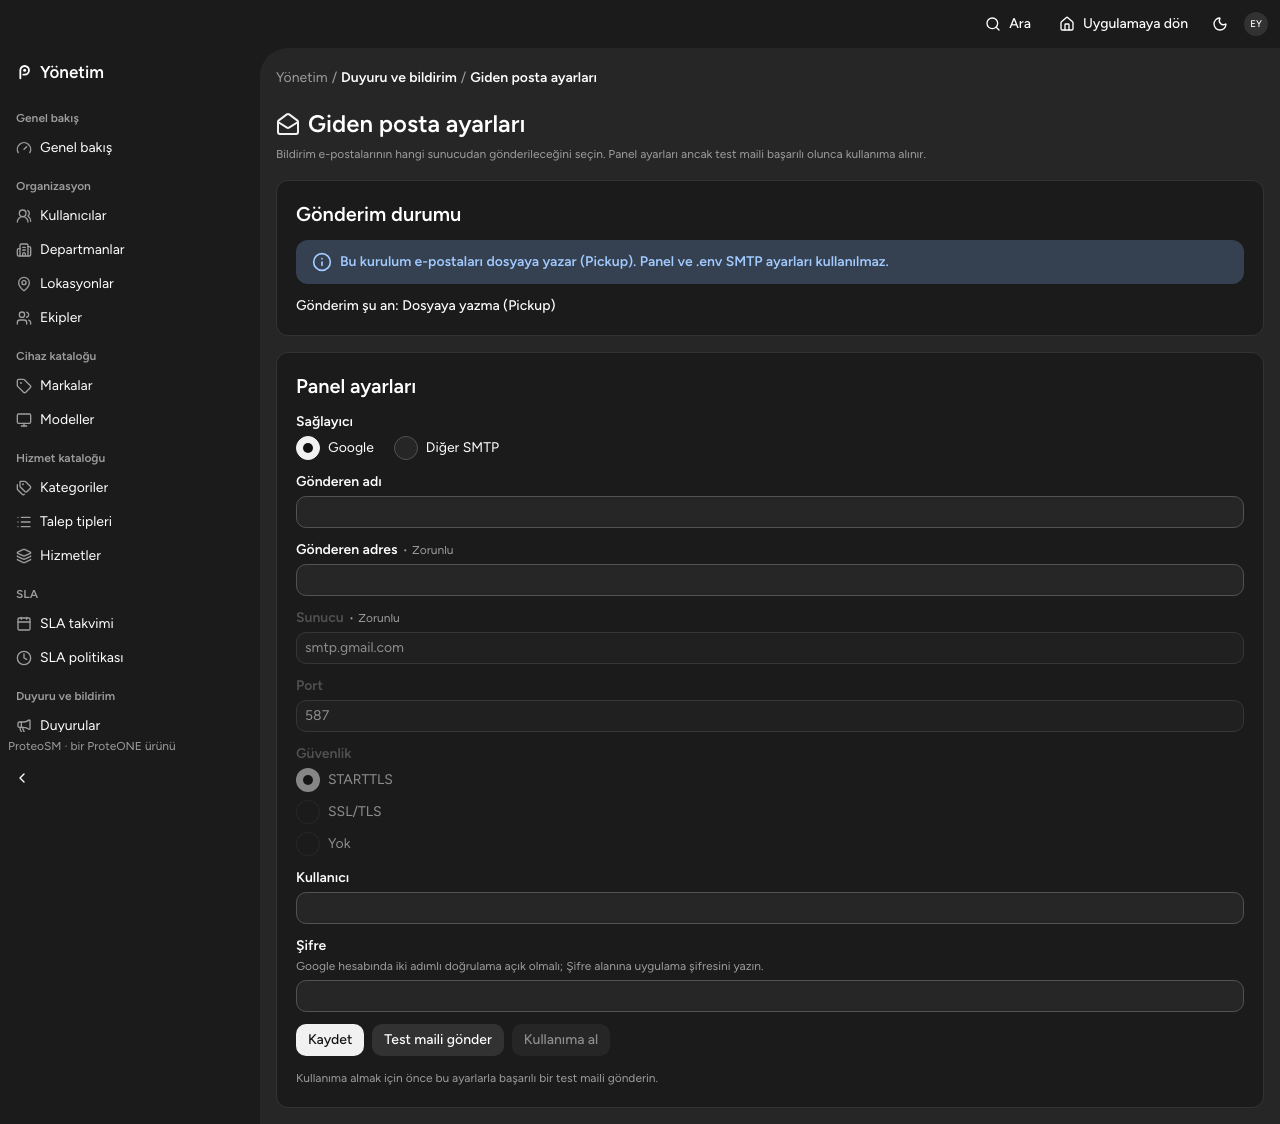 Ara
Uygulamaya dön
EY
Yönetim
Genel bakış
Genel bakış
Organizasyon
Kullanıcılar
Departmanlar
Lokasyonlar
Ekipler
Cihaz kataloğu
Markalar
Modeller
Hizmet kataloğu
Kategoriler
Talep tipleri
Hizmetler
SLA
SLA takvimi
SLA politikası
Duyuru ve bildirim
Duyurular
ProteoSM · bir ProteONE ürünü
Yönetim / Duyuru ve bildirim / Giden posta ayarları
Giden posta ayarları
Bildirim e-postalarının hangi sunucudan gönderileceğini seçin. Panel ayarları ancak test maili başarılı olunca kullanıma alınır.
Gönderim durumu
Bu kurulum e-postaları dosyaya yazar (Pickup). Panel ve .env SMTP ayarları kullanılmaz.
Gönderim şu an: Dosyaya yazma (Pickup)
Panel ayarları
Sağlayıcı
Google
Diğer SMTP
Gönderen adı
Gönderen adres • Zorunlu
Sunucu • Zorunlu
smtp.gmail.com
Port
587
Güvenlik
STARTTLS
SSL/TLS
Yok
Kullanıcı
Şifre
Google hesabında iki adımlı doğrulama açık olmalı; Şifre alanına uygulama şifresini yazın.
Kaydet
Test maili gönder
Kullanıma al
Kullanıma almak için önce bu ayarlarla başarılı bir test maili gönderin.